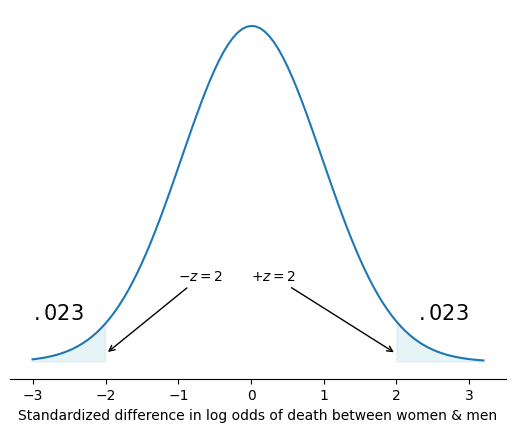 −z = 2 +z = 2
.023 .023
−3 −2 −1 0 1 2 3
Standardized difference in log odds of death between women & men